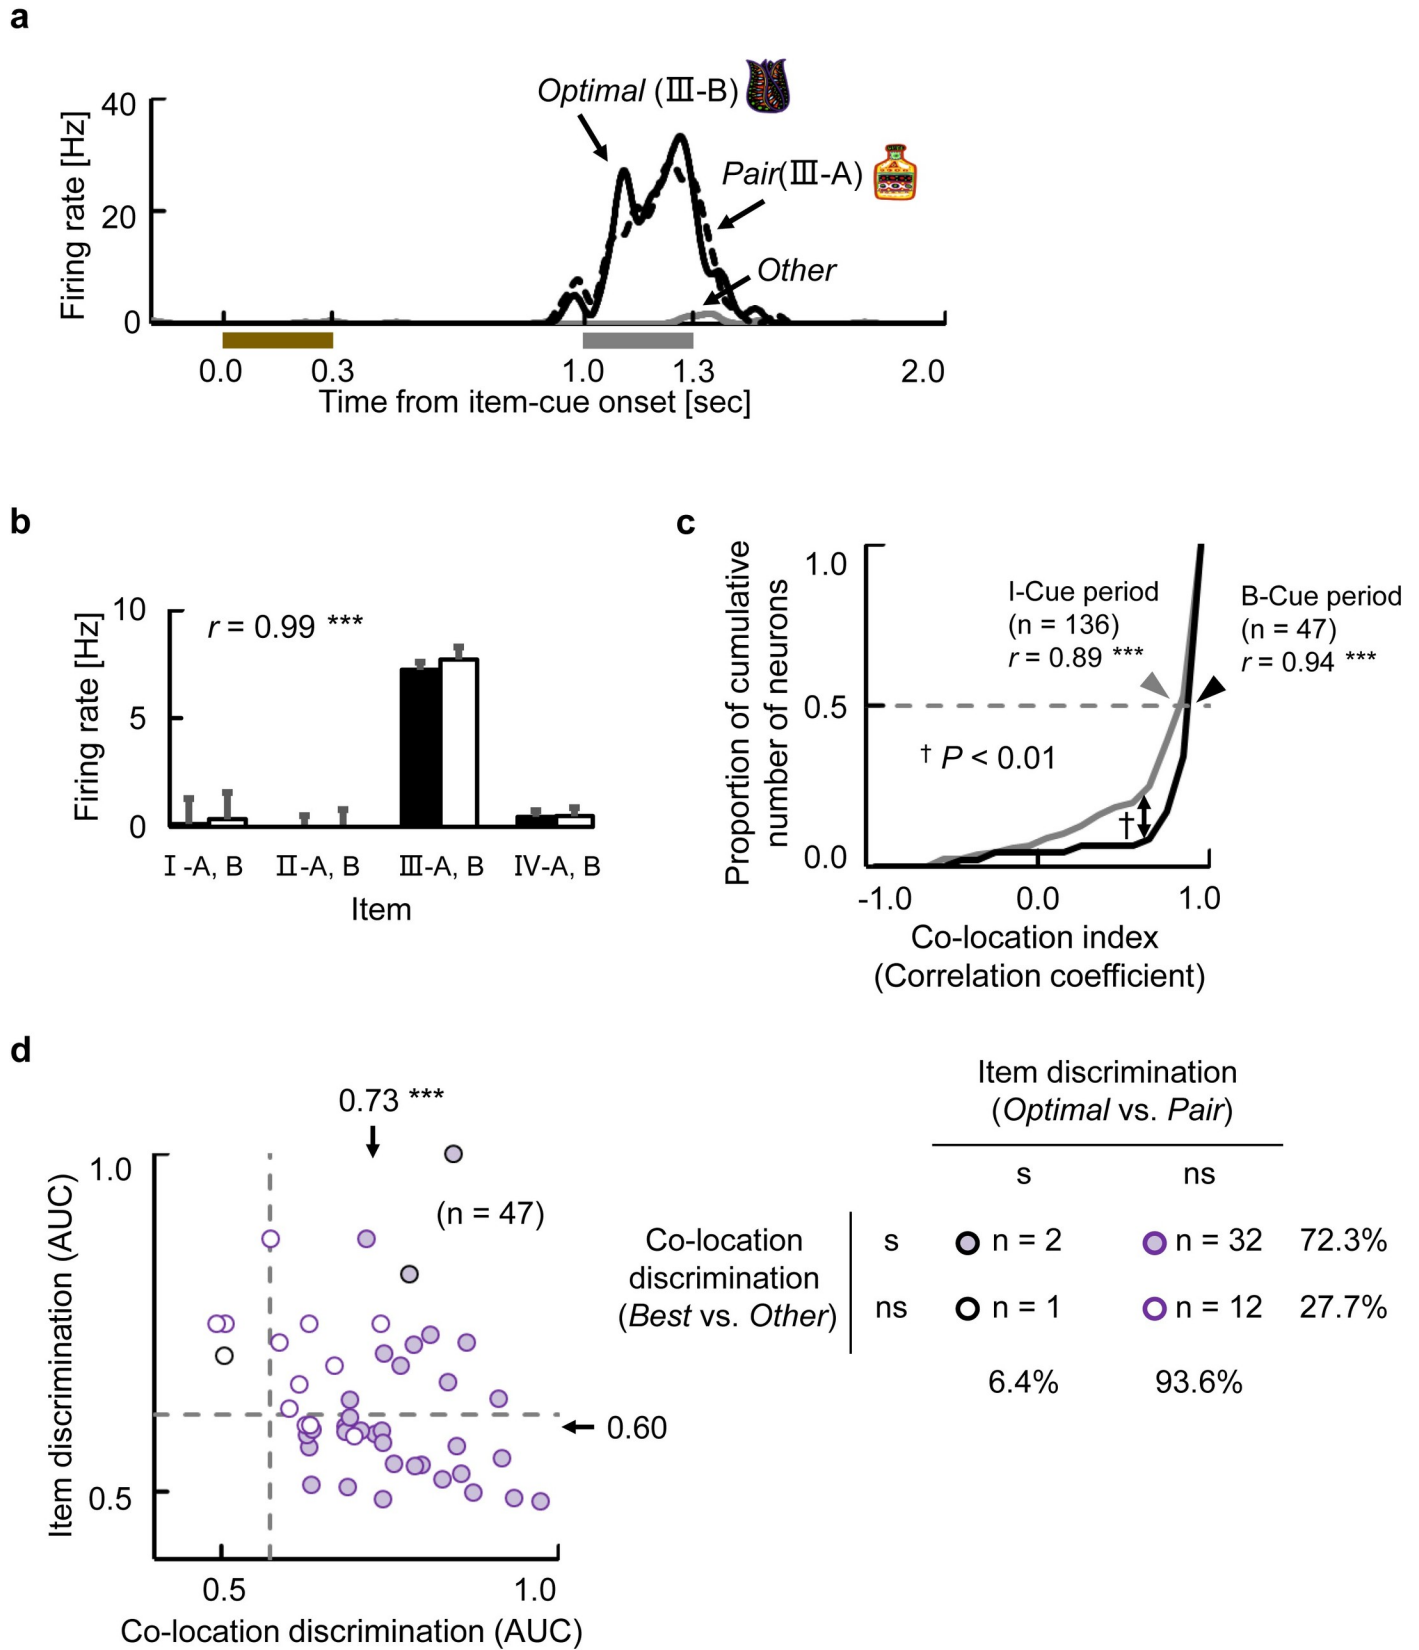 a
Optimal (Ⅲ-B)
Pair(Ⅲ-A)
Other
Firing rate [Hz]
40
20
0
0.0 0.3 1.0 1.3 2.0
Time from item-cue onset [sec]
b
r = 0.99 ***
Firing rate [Hz]
10
5
0
Ⅰ-A, B Ⅱ-A, B Ⅲ-A, B Ⅳ-A, B
Item
c
Proportion of cumulative
number of neurons
1.0
0.5
0.0
I-Cue period
(n = 136)
r = 0.89 ***
B-Cue period
(n = 47)
r = 0.94 ***
† P < 0.01
†
-1.0 0.0 1.0
Co-location index
(Correlation coefficient)
d
0.73 ***
(n = 47)
Item discrimination (AUC)
1.0
0.5
0.60
0.5 1.0
Co-location discrimination (AUC)
Item discrimination
(Optimal vs. Pair)
s ns
Co-location
discrimination
(Best vs. Other)
s n = 2 n = 32 72.3%
ns n = 1 n = 12 27.7%
6.4% 93.6%